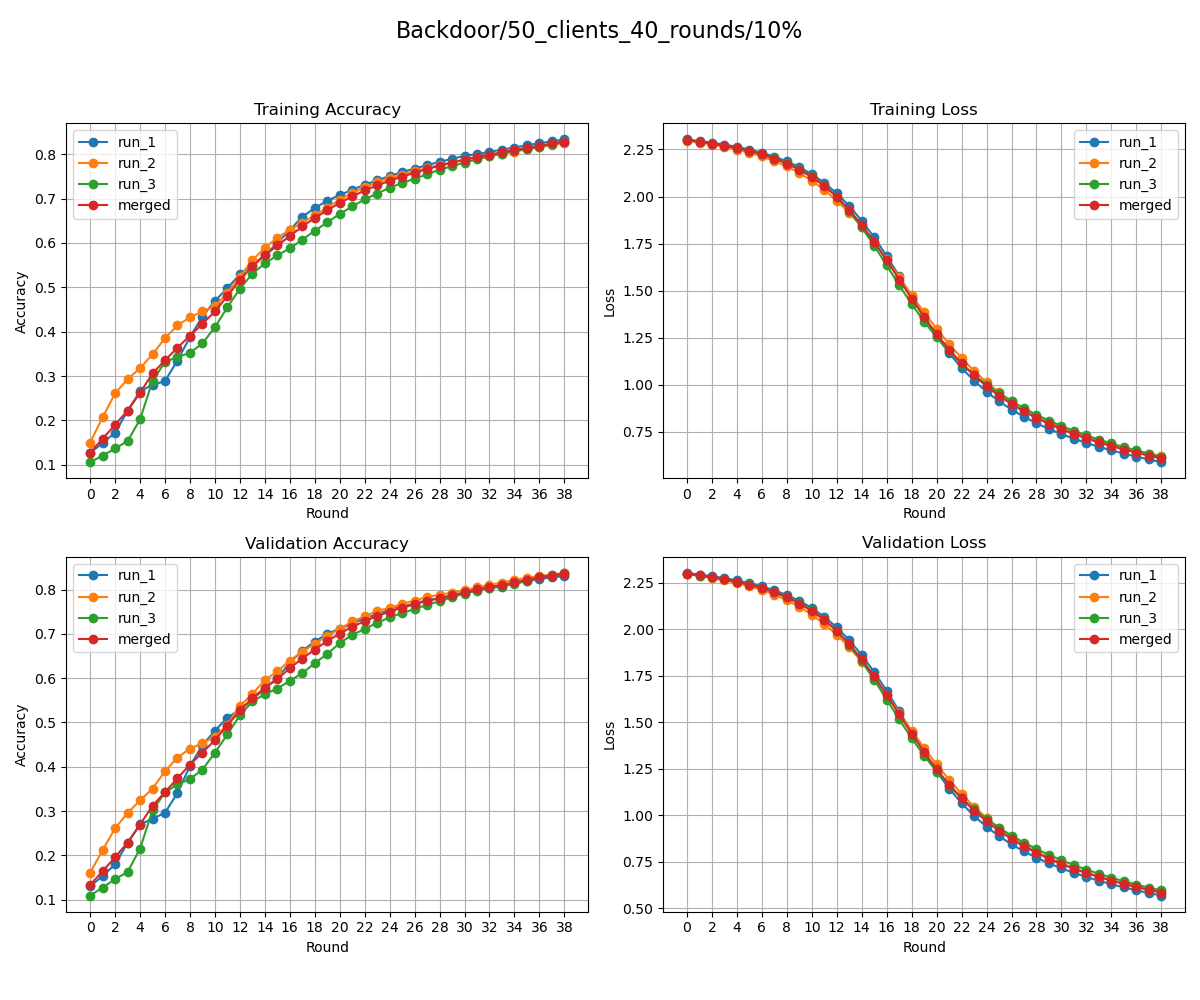 Backdoor/50_clients_40_rounds/10%
Training Accuracy
run_1
run_2
run_3
merged
Accuracy
0.8
0.7
0.6
0.5
0.4
0.3
0.2
0.1
0 2 4 6 8 10 12 14 16 18 20 22 24 26 28 30 32 34 36 38
Round
Training Loss
run_1
run_2
run_3
merged
Loss
2.25
2.00
1.75
1.50
1.25
1.00
0.75
0 2 4 6 8 10 12 14 16 18 20 22 24 26 28 30 32 34 36 38
Round
Validation Accuracy
run_1
run_2
run_3
merged
Accuracy
0.8
0.7
0.6
0.5
0.4
0.3
0.2
0.1
0 2 4 6 8 10 12 14 16 18 20 22 24 26 28 30 32 34 36 38
Round
Validation Loss
run_1
run_2
run_3
merged
Loss
2.25
2.00
1.75
1.50
1.25
1.00
0.75
0.50
0 2 4 6 8 10 12 14 16 18 20 22 24 26 28 30 32 34 36 38
Round